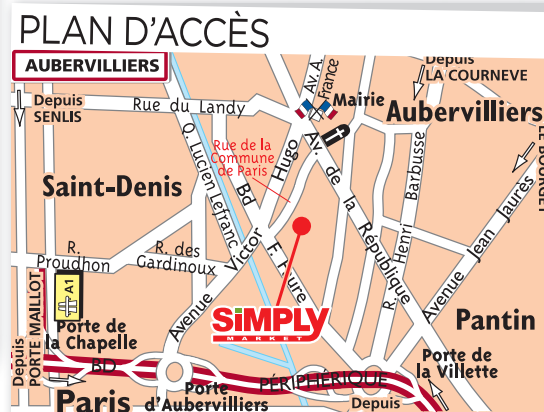 PLAN D'ACCÈS
AUBERVILLIERS
Depuis
LA COURNEVE
Av. A.
France
Depuis
SENLIS
Rue du Landy
Mairie
Aubervilliers
LE BOURGET
Q. Lucien Lefranc
Rue de la
Commune
de Paris
Bd
F. Faure
Avenue Victor Hugo
Av. de la République
R. Henri Barbusse
Avenue Jean Jaurès
Saint-Denis
R.
Proudhon
R. des
Gardinoux
A1
SiMPLY
MARKET
Pantin
Porte de
la Chapelle
Depuis
PORTE MAILLOT
Porte de
la Villette
BD PÉRIPHÉRIQUE
Paris
Porte
d'Aubervilliers
Depuis